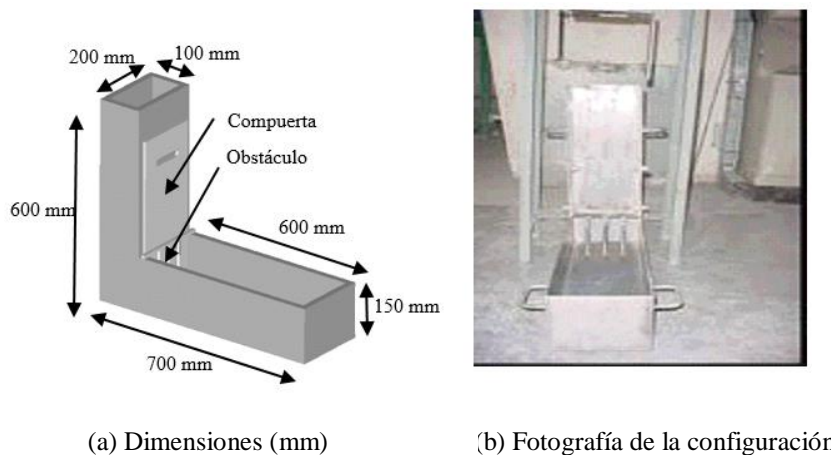 200 mm
100 mm
Compuerta
Obstáculo
600 mm
600 mm
150 mm
700 mm
(a) Dimensiones (mm)
(b) Fotografía de la configuración